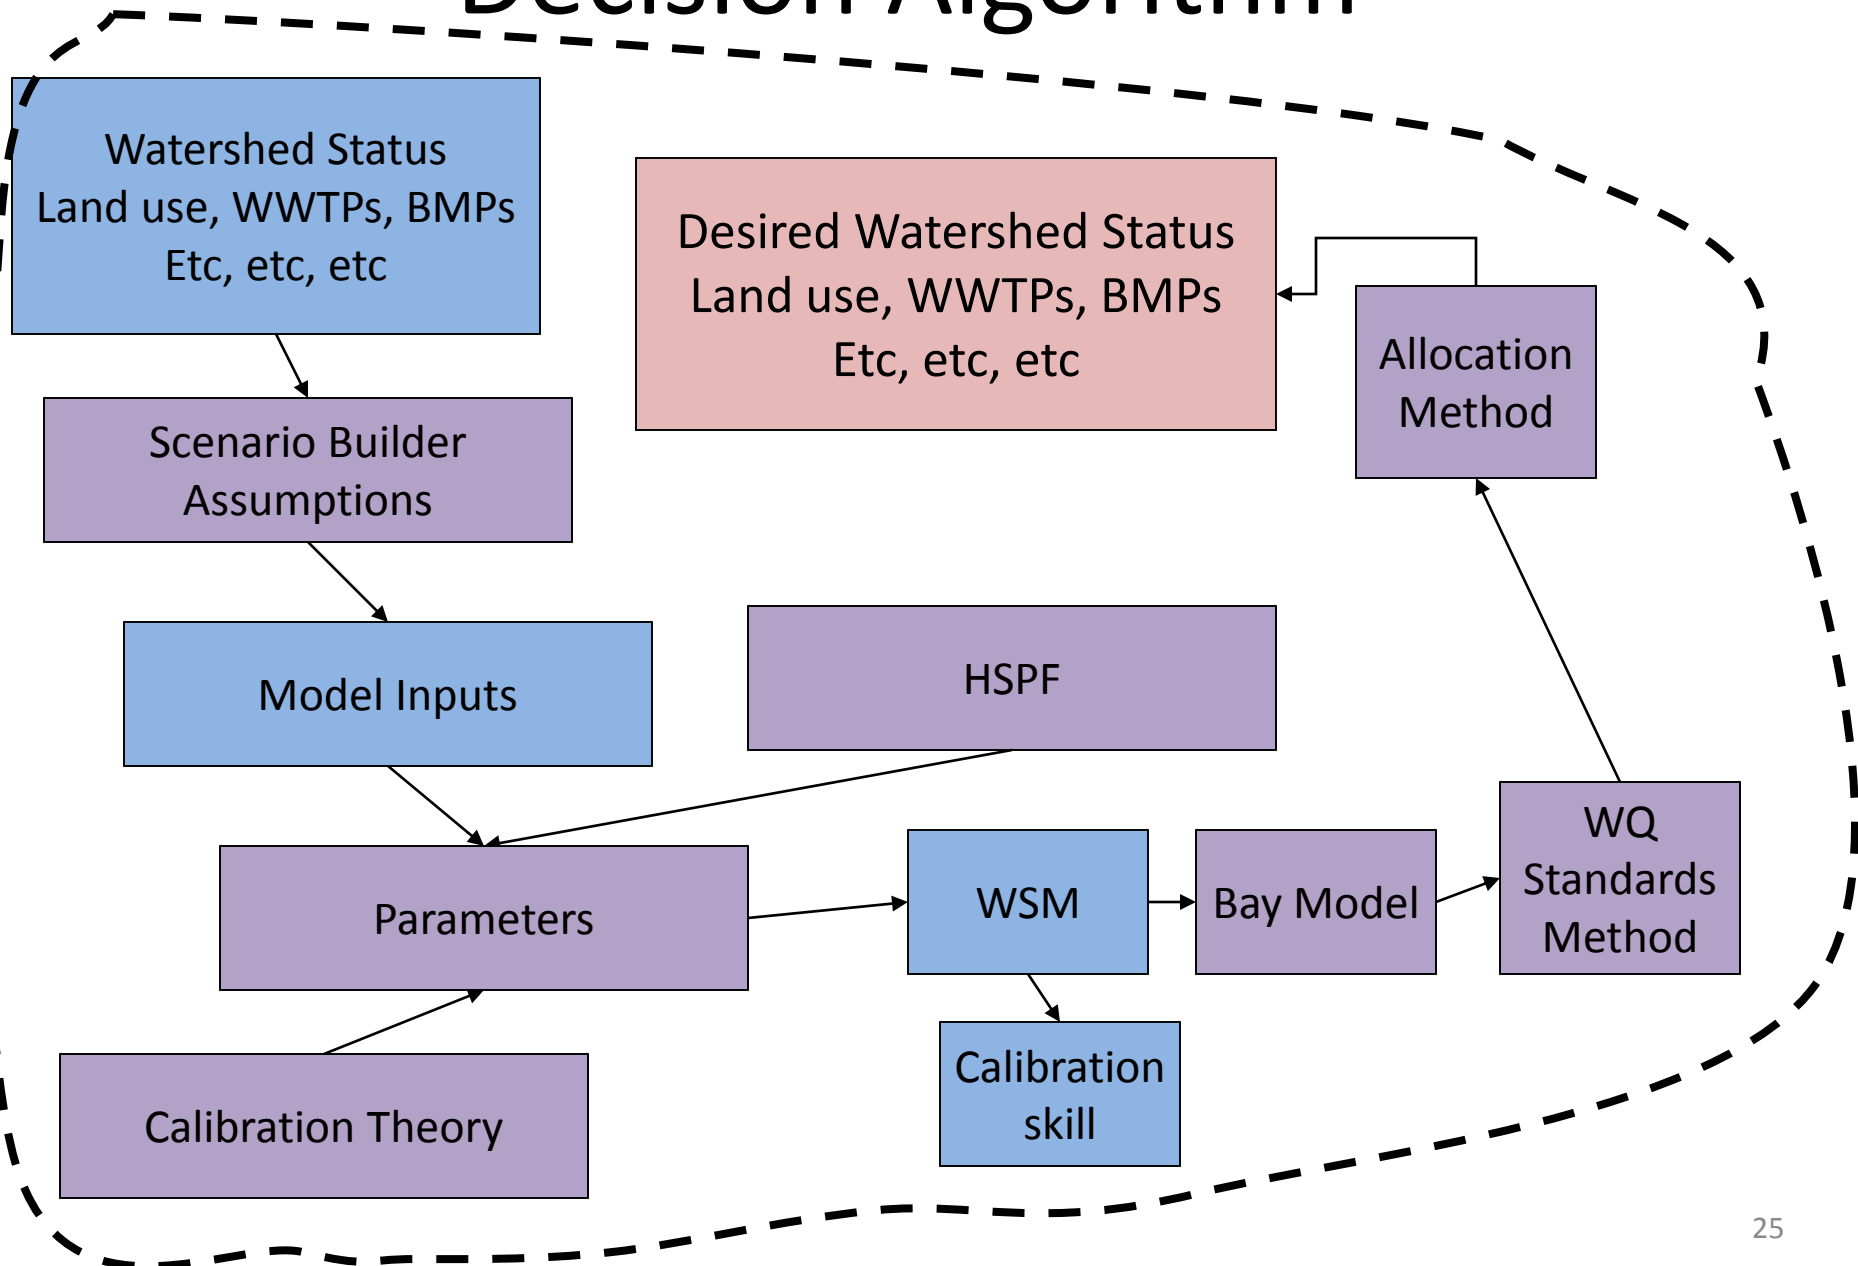 Decision Algorithm
Watershed Status
Land use, WWTPs, BMPs
Etc, etc, etc
Desired Watershed Status
Land use, WWTPs, BMPs
Etc, etc, etc
Allocation
Method
Scenario Builder
Assumptions
Model Inputs
HSPF
Parameters
WSM
Bay Model
WQ
Standards
Method
Calibration
skill
Calibration Theory
25